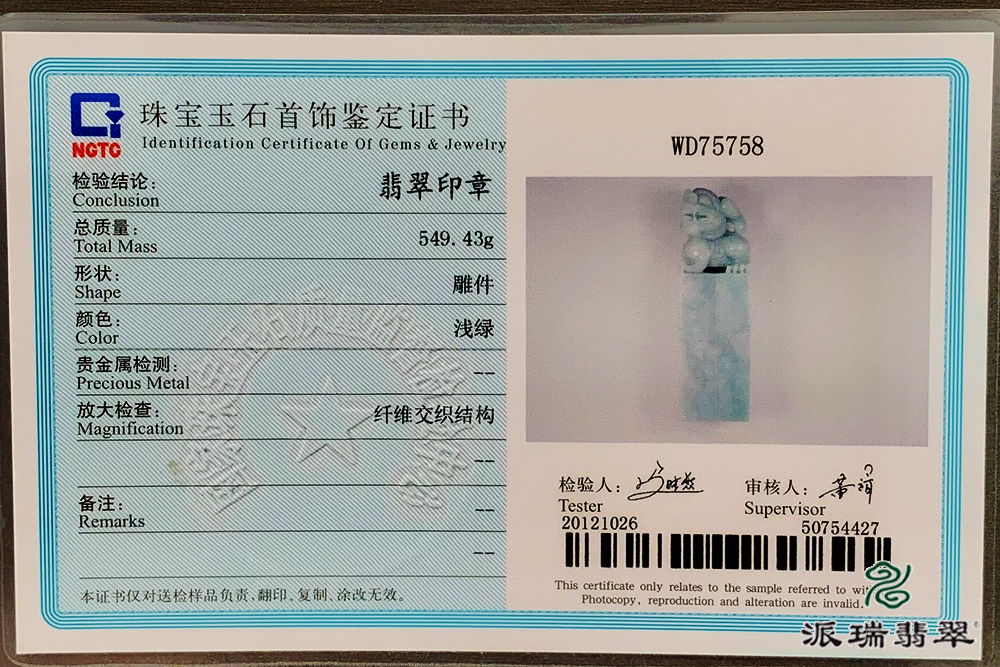 NGTC
珠宝玉石首饰鉴定证书
Identification Certificate Of Gems & Jewelry
检验结论:
Conclusion
翡翠印章
总质量:
Total Mass
549.43g
形状:
Shape
雕件
颜色:
Color
浅绿
贵金属检测:
Precious Metal
--
放大检查:
Magnification
纤维交织结构
--
备注:
Remarks
--
--
本证书仅对送检样品负责,翻印、复制、涂改无效。
WD75758
检验人:
Tester
20121026
审核人:
Supervisor
50754427
This certificate only relates to the sample referred to
Photocopy, reproduction and alteration are invalid.
派瑞翡翠